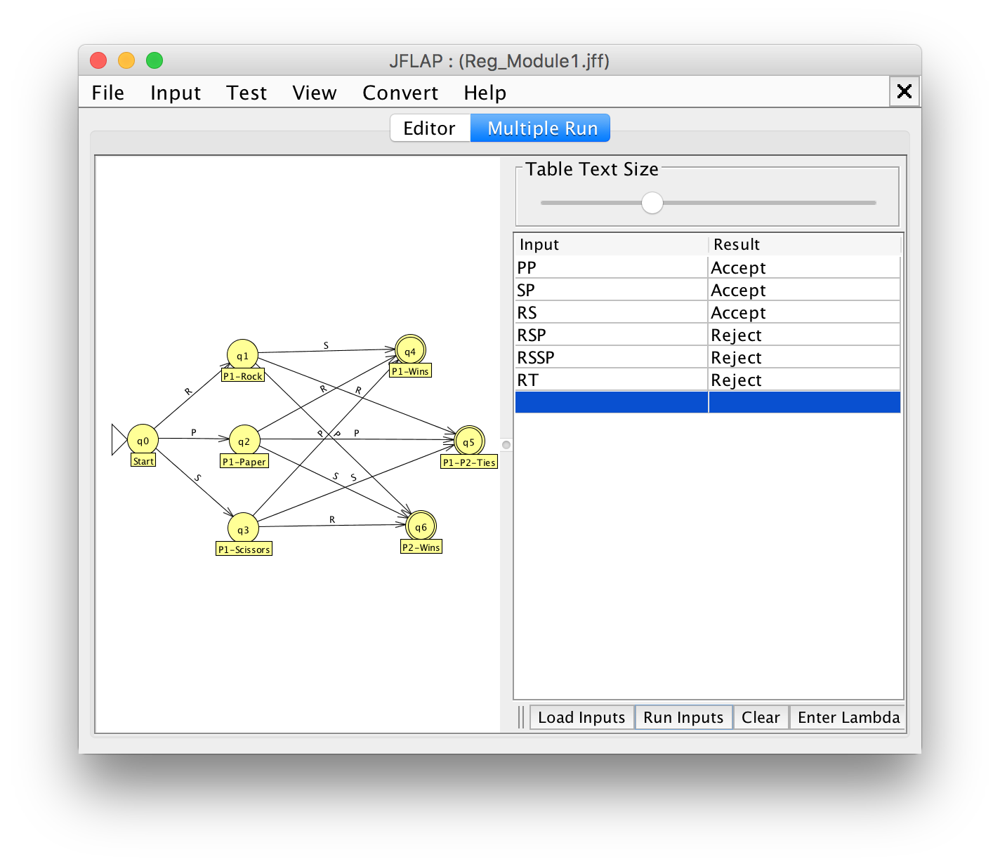 JFLAP : (Reg_Module1.jff)
File Input Test View Convert Help
Editor Multiple Run
Table Text Size
Input Result
PP Accept
SP Accept
RS Accept
RSP Reject
RSSP Reject
RT Reject
q1
P1-Rock
S
q4
P1-Wins
R
R
R
q0
Start
P
q2
P1-Paper
P
P
P
q5
P1-P2-Ties
S
S
S
q3
P1-Scissors
R
q6
P2-Wins
Load Inputs Run Inputs Clear Enter Lambda